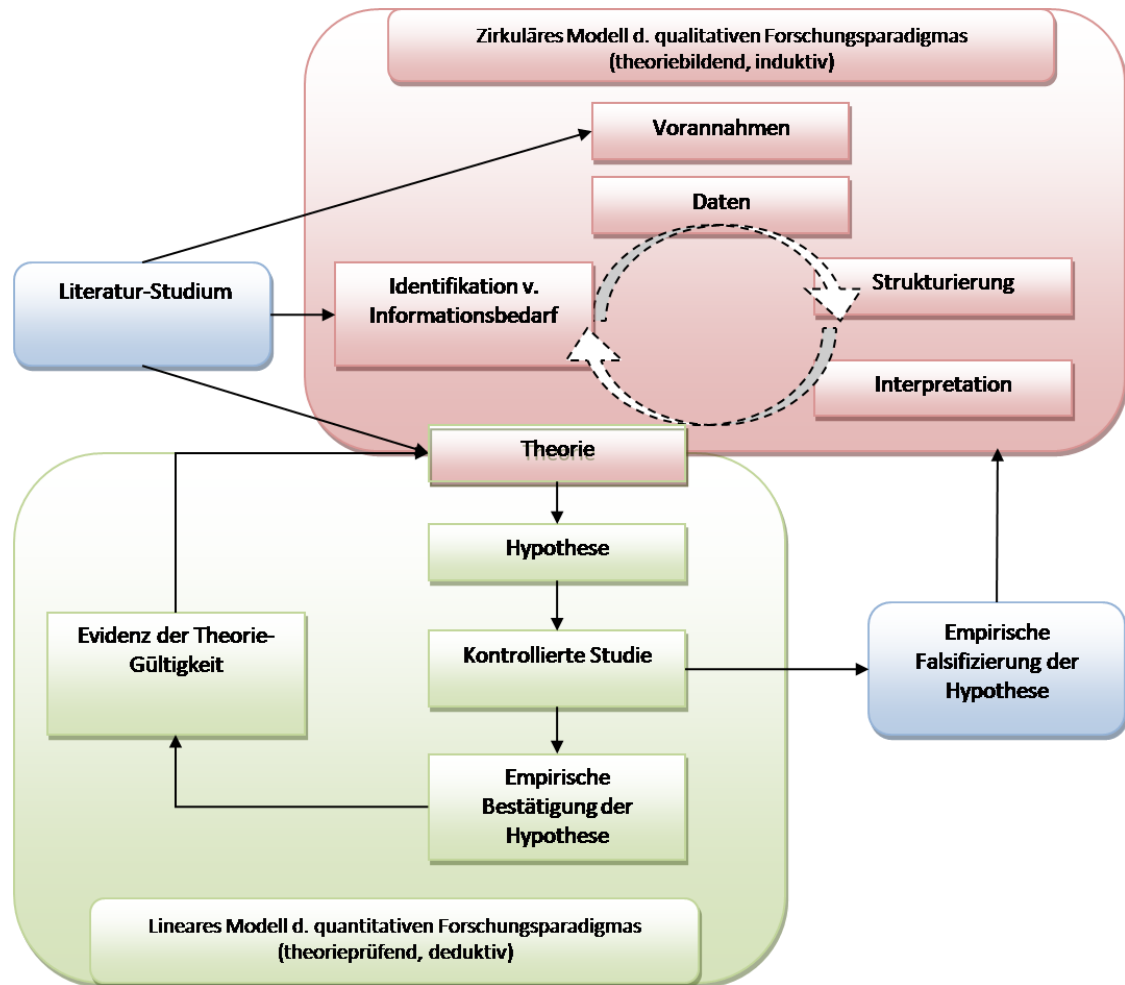 Zirkuläres Modell d. qualitativen Forschungsparadigmas
(theoriebildend, induktiv)
Vorannahmen
Daten
Literatur-Studium
Identifikation v.
Informationsbedarf
Strukturierung
Interpretation
Theorie
Hypothese
Evidenz der Theorie-
Gültigkeit
Kontrollierte Studie
Empirische
Falsifizierung der
Hypothese
Empirische
Bestätigung der
Hypothese
Lineares Modell d. quantitativen Forschungsparadigmas
(theorieprüfend, deduktiv)